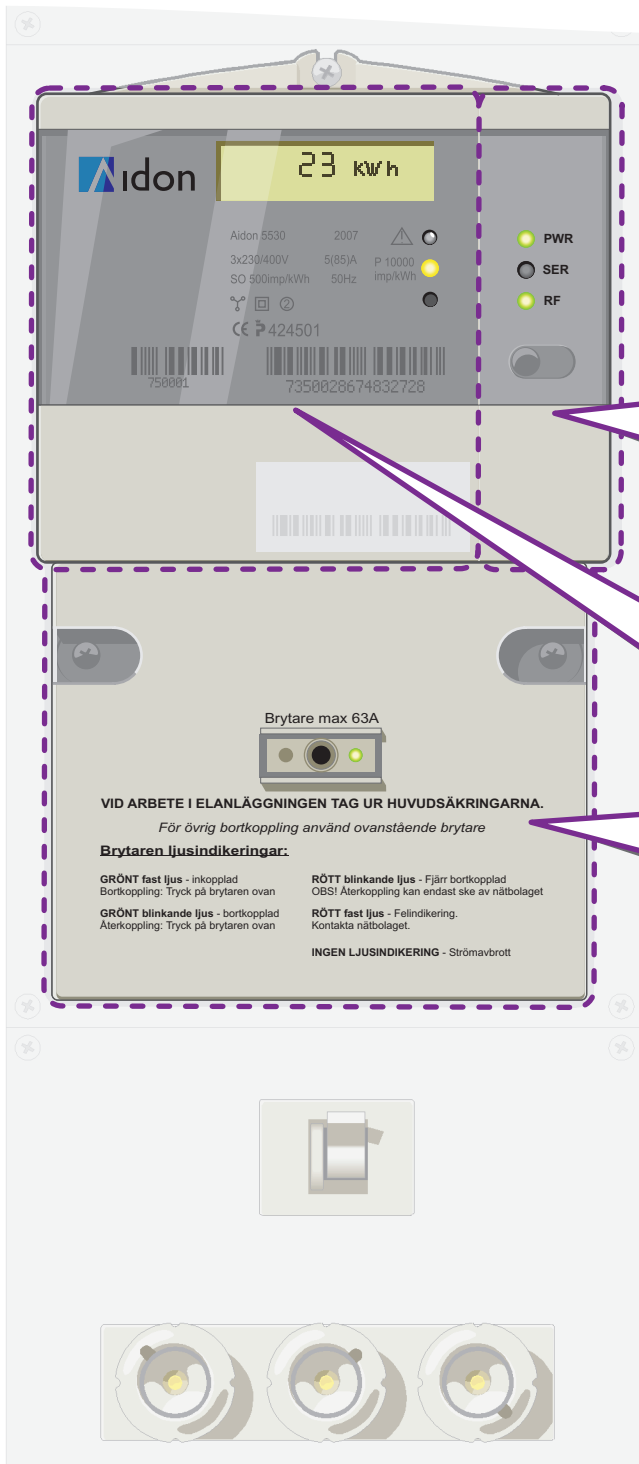 Aidon
23 KWh
Aidon 5530 2007
3x230/400V 5(85)A P 10000
SO 500imp/kWh 50Hz imp/kWh
2
CE P 424501
750001 7350028674832728
PWR
SER
RF
Brytare max 63A
VID ARBETE I ELANLÄGGNINGEN TAG UR HUVUDSÄKRINGARNA.
För övrig bortkoppling använd ovanstående brytare
Brytaren ljusindikeringar:
GRÖNT fast ljus - inkopplad
Bortkoppling: Tryck på brytaren ovan
GRÖNT blinkande ljus - bortkopplad
Återkoppling: Tryck på brytaren ovan
RÖTT blinkande ljus - Fjärr bortkopplad
OBS! Återkoppling kan endast ske av nätbolaget
RÖTT fast ljus - Felindikering.
Kontakta nätbolaget.
INGEN LJUSINDIKERING - Strömavbrott